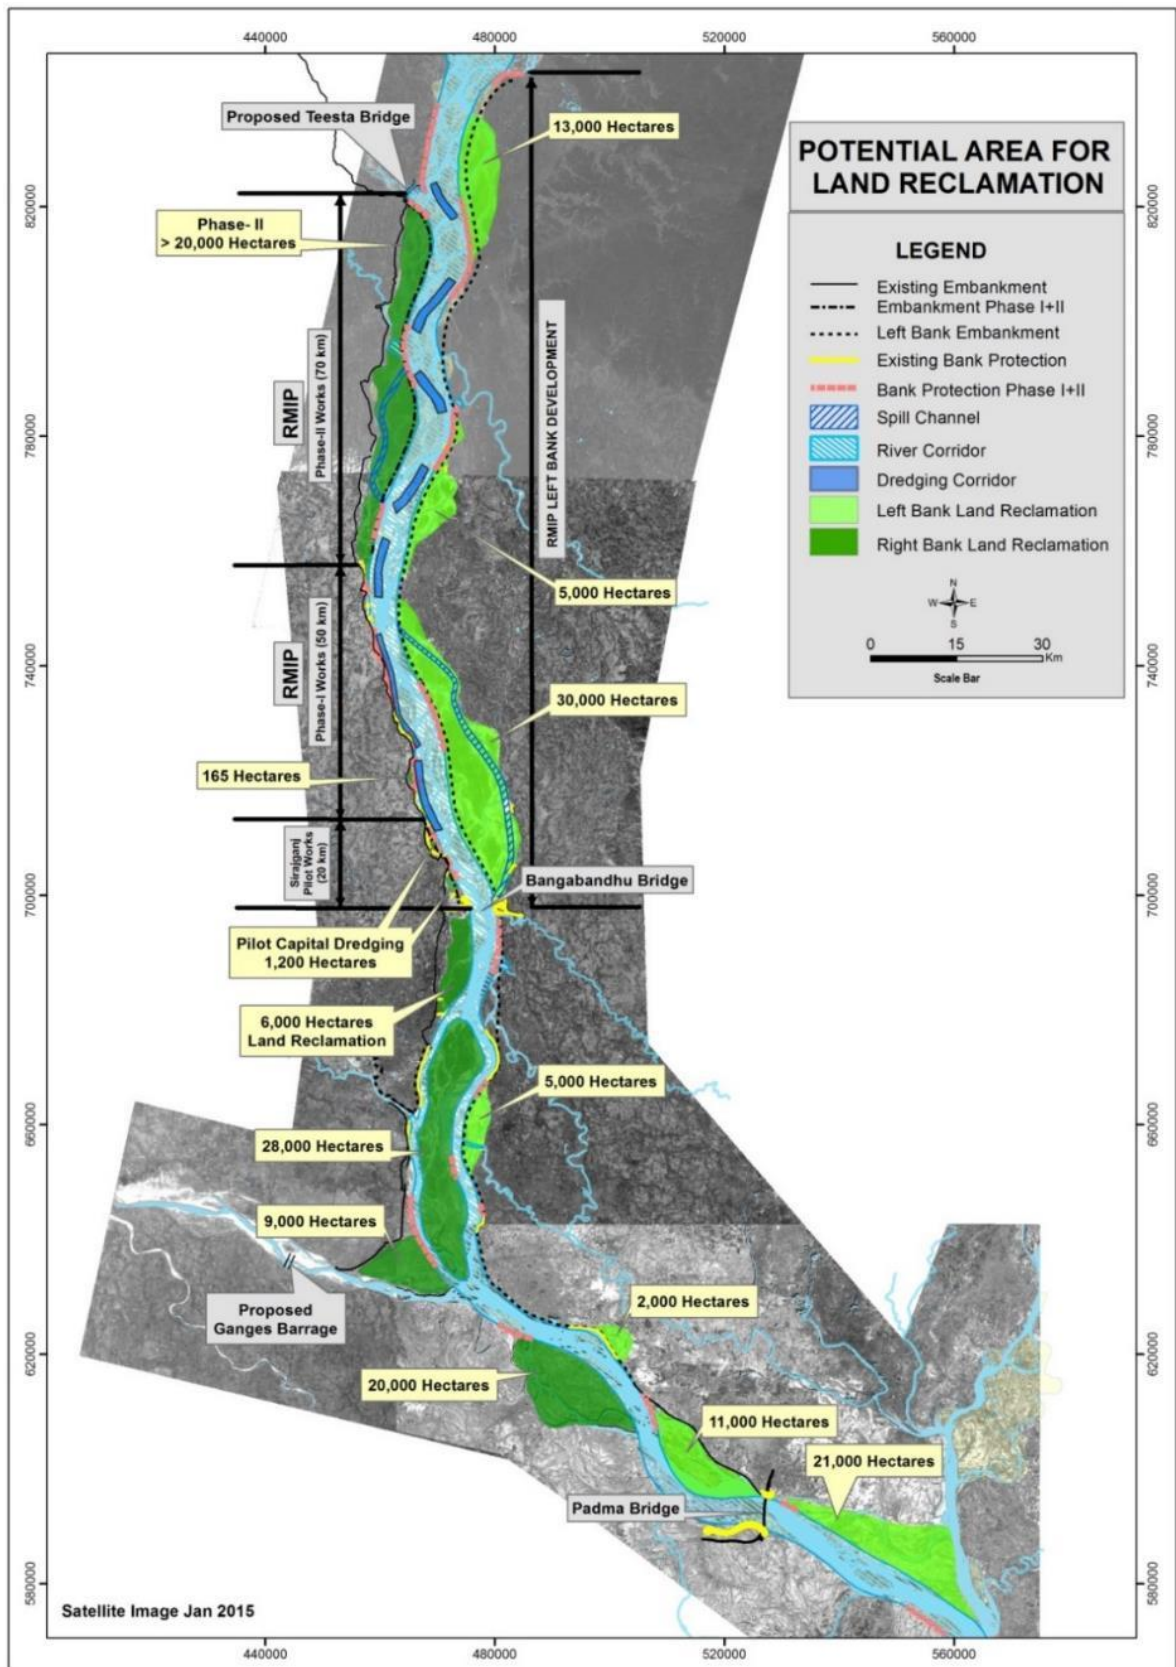 440000
480000
520000
560000
820000
780000
740000
700000
660000
620000
580000
Proposed Teesta Bridge
13,000 Hectares
Phase- II
> 20,000 Hectares
RMIP
Phase-II Works (70 km)
RMIP LEFT BANK DEVELOPMENT
5,000 Hectares
RMIP
Phase-I Works (50 km)
30,000 Hectares
165 Hectares
Sirajganj
Pilot Works
(20 km)
Bangabandhu Bridge
Pilot Capital Dredging
1,200 Hectares
6,000 Hectares
Land Reclamation
5,000 Hectares
28,000 Hectares
9,000 Hectares
Proposed
Ganges Barrage
2,000 Hectares
20,000 Hectares
11,000 Hectares
21,000 Hectares
Padma Bridge
Satellite Image Jan 2015
POTENTIAL AREA FOR
LAND RECLAMATION
LEGEND
Existing Embankment
Embankment Phase I+II
Left Bank Embankment
Existing Bank Protection
Bank Protection Phase I+II
Spill Channel
River Corridor
Dredging Corridor
Left Bank Land Reclamation
Right Bank Land Reclamation
N
W E
S
0 15 30
Km
Scale Bar
820000
780000
740000
700000
660000
620000
580000
440000
480000
520000
560000